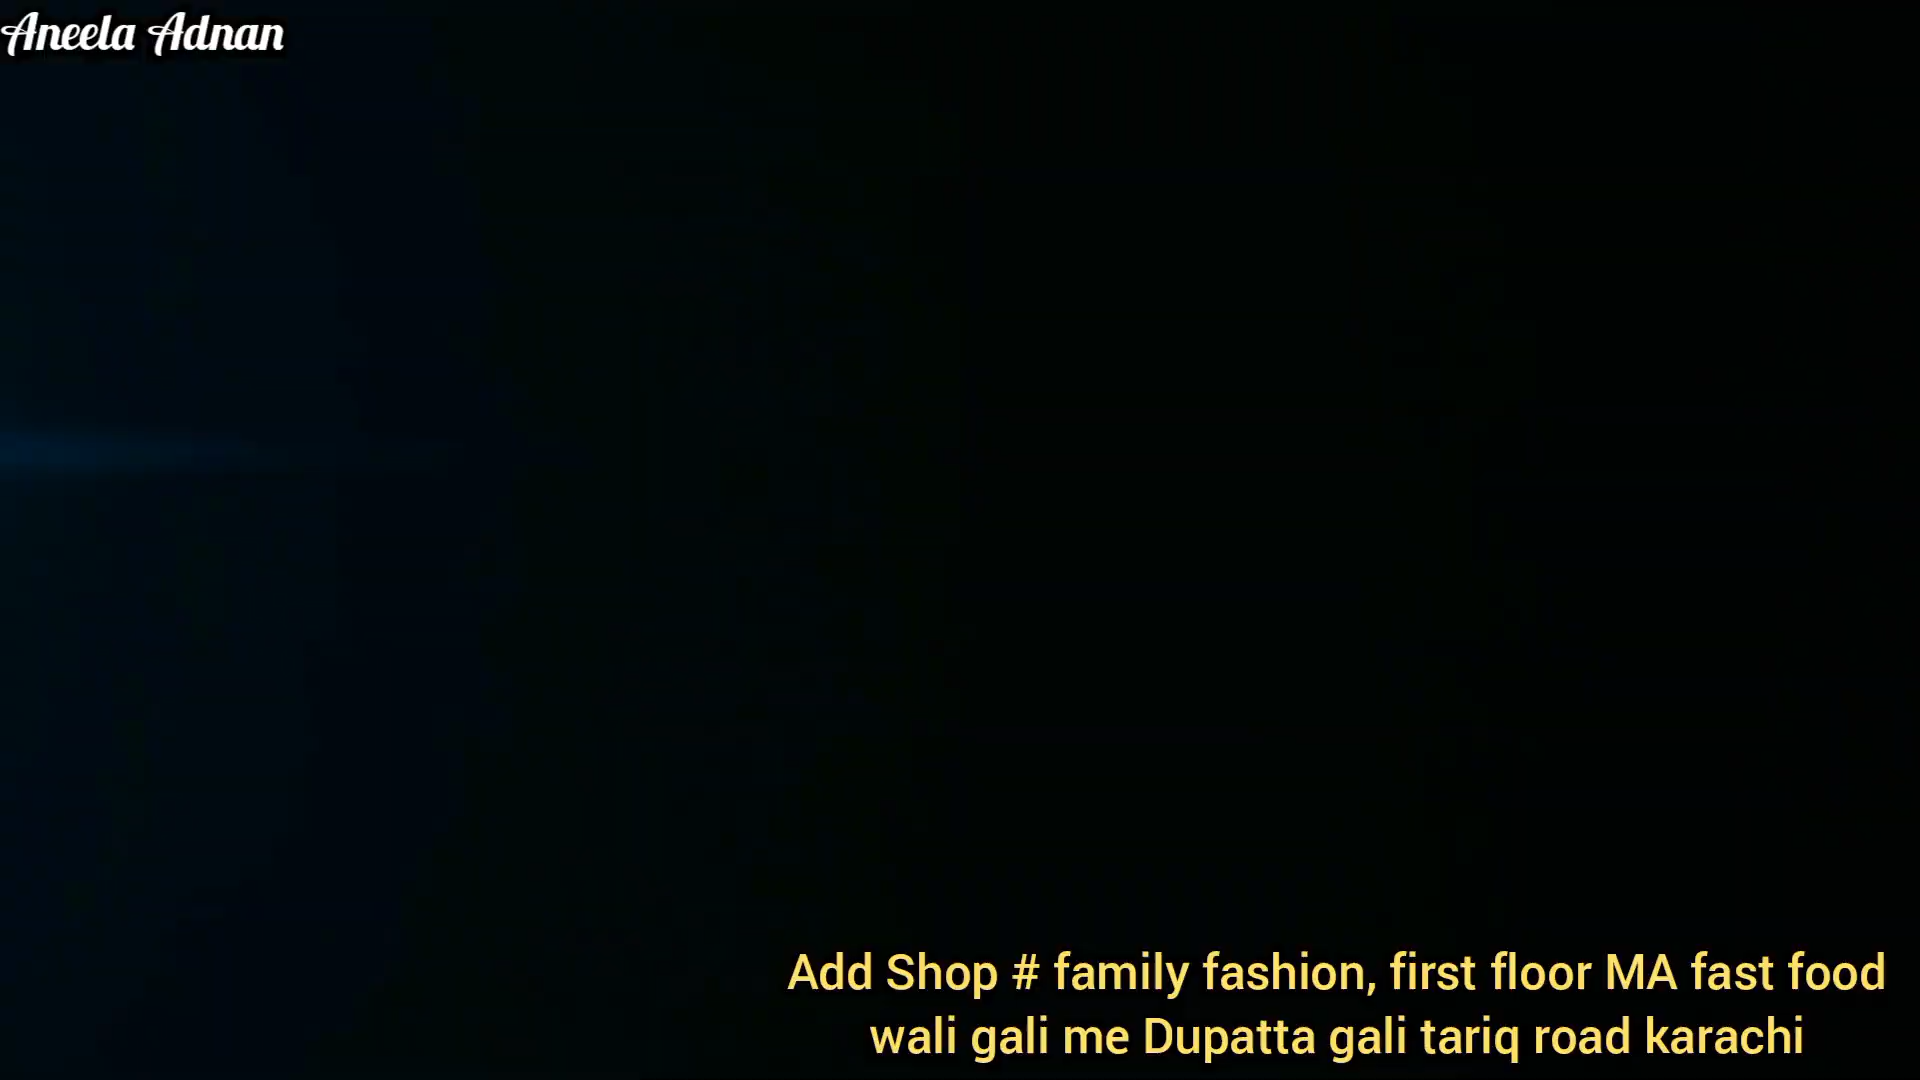 Aneela Adnan
Add Shop # family fashion, first floor MA fast food
wali gali me Dupatta gali tariq road karachi